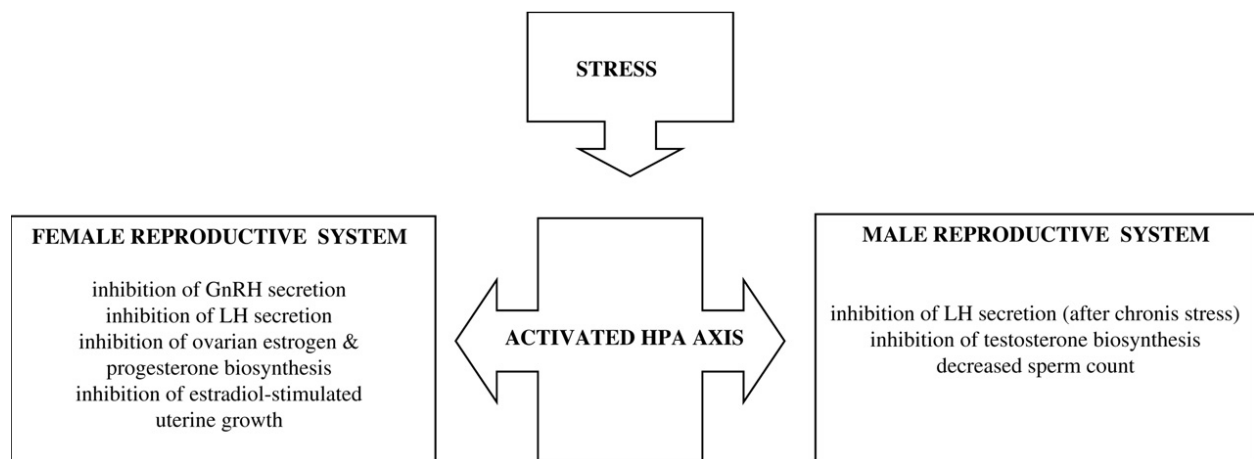 STRESS
FEMALE REPRODUCTIVE SYSTEM
inhibition of GnRH secretion
inhibition of LH secretion
inhibition of ovarian estrogen &
progesterone biosynthesis
inhibition of estradiol-stimulated
uterine growth
ACTIVATED HPA AXIS
MALE REPRODUCTIVE SYSTEM
inhibition of LH secretion (after chronis stress)
inhibition of testosterone biosynthesis
decreased sperm count